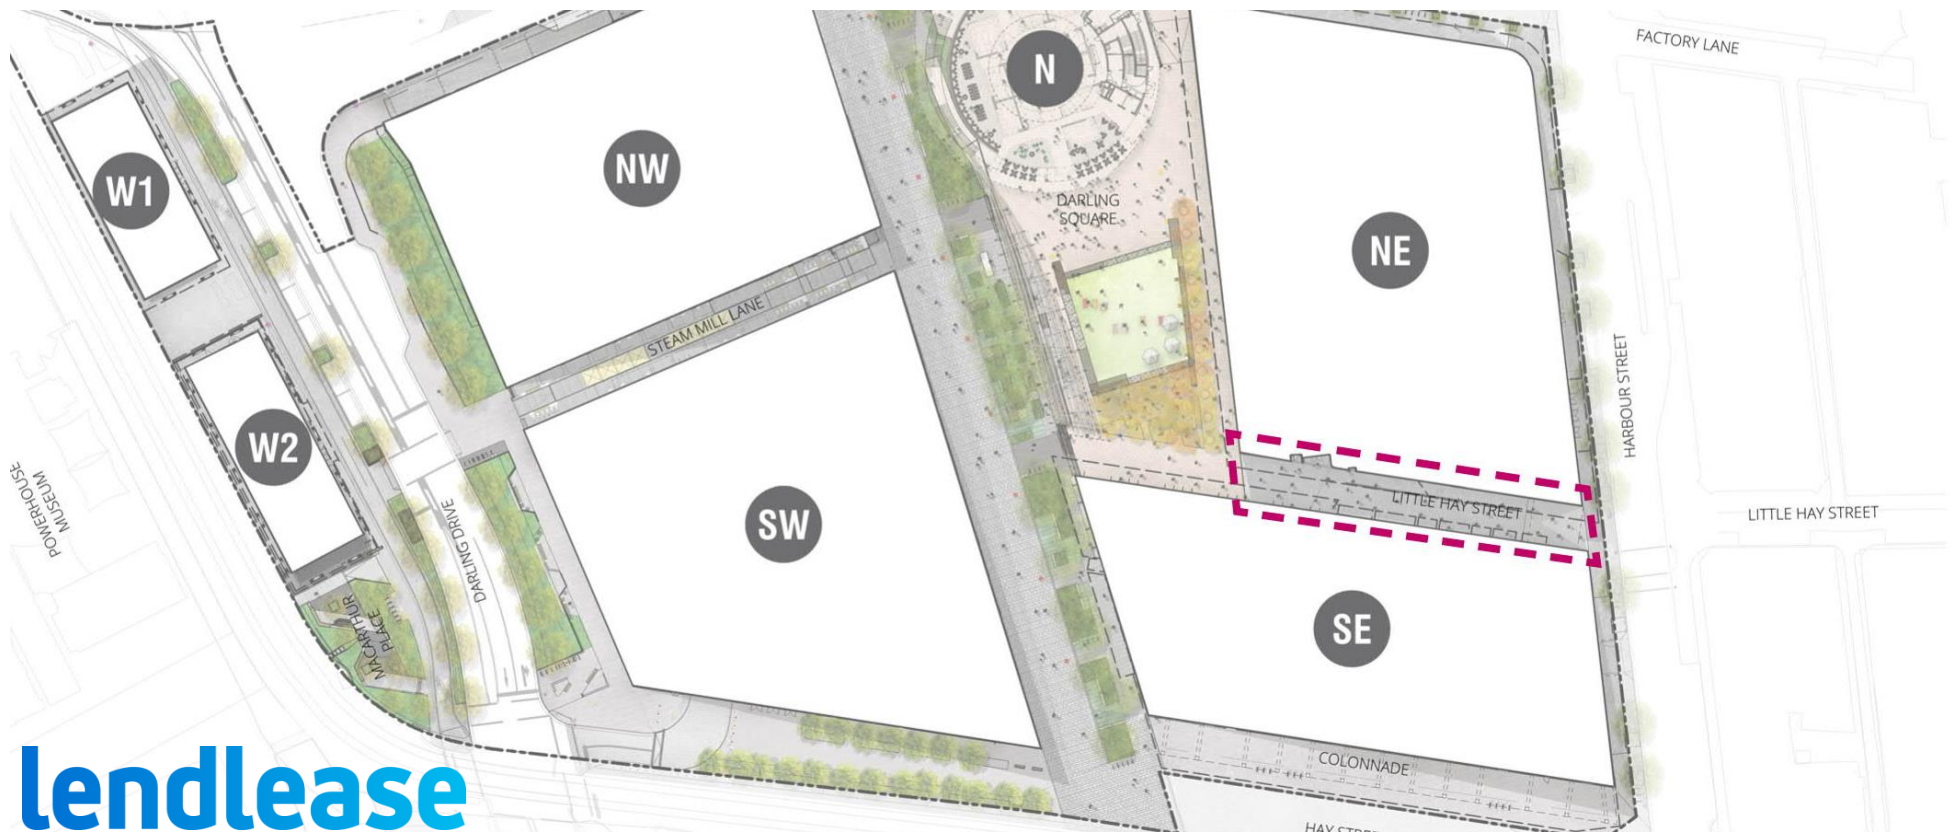 FACTORY LANE
N
W1
NW
DARLING
SQUARE
NE
STEAM MILL LANE
HARBOUR STREET
W2
POWERHOUSE
MUSEUM
DARLING DRIVE
SW
LITTLE HAY STREET
LITTLE HAY STREET
MACARTHUR
PLACE
SE
COLONNADE
lendlease
HAY